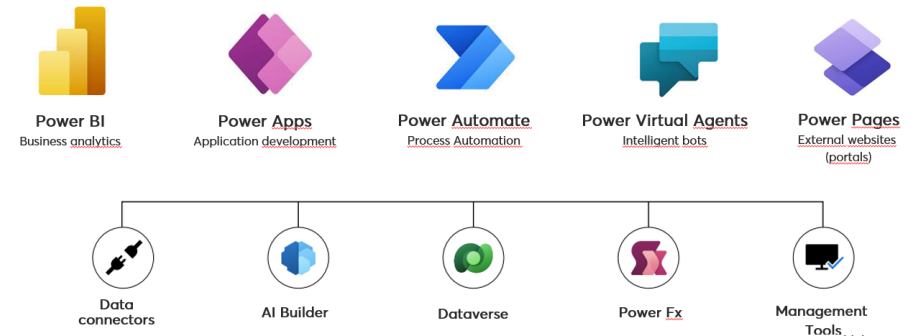 Power BI
Business analytics
Power Apps
Application development
Power Automate
Process Automation
Power Virtual Agents
Intelligent bots
Power Pages
External websites
(portals)
Data
connectors
AI Builder
Dataverse
Power Fx
Management
Tools